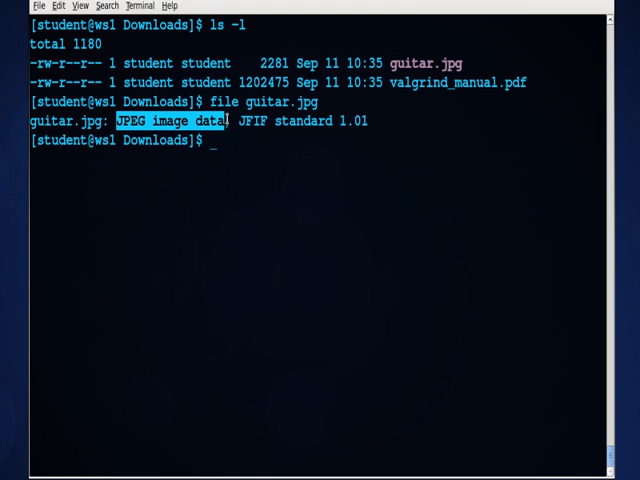 File Edit View Search Terminal Help
[student@ws1 Downloads]$ ls -l
total 1180
-rw-r--r-- 1 student student    2281 Sep 11 10:35 guitar.jpg
-rw-r--r-- 1 student student 1202475 Sep 11 10:35 valgrind_manual.pdf
[student@ws1 Downloads]$ file guitar.jpg
guitar.jpg: JPEG image data, JFIF standard 1.01
[student@ws1 Downloads]$ _